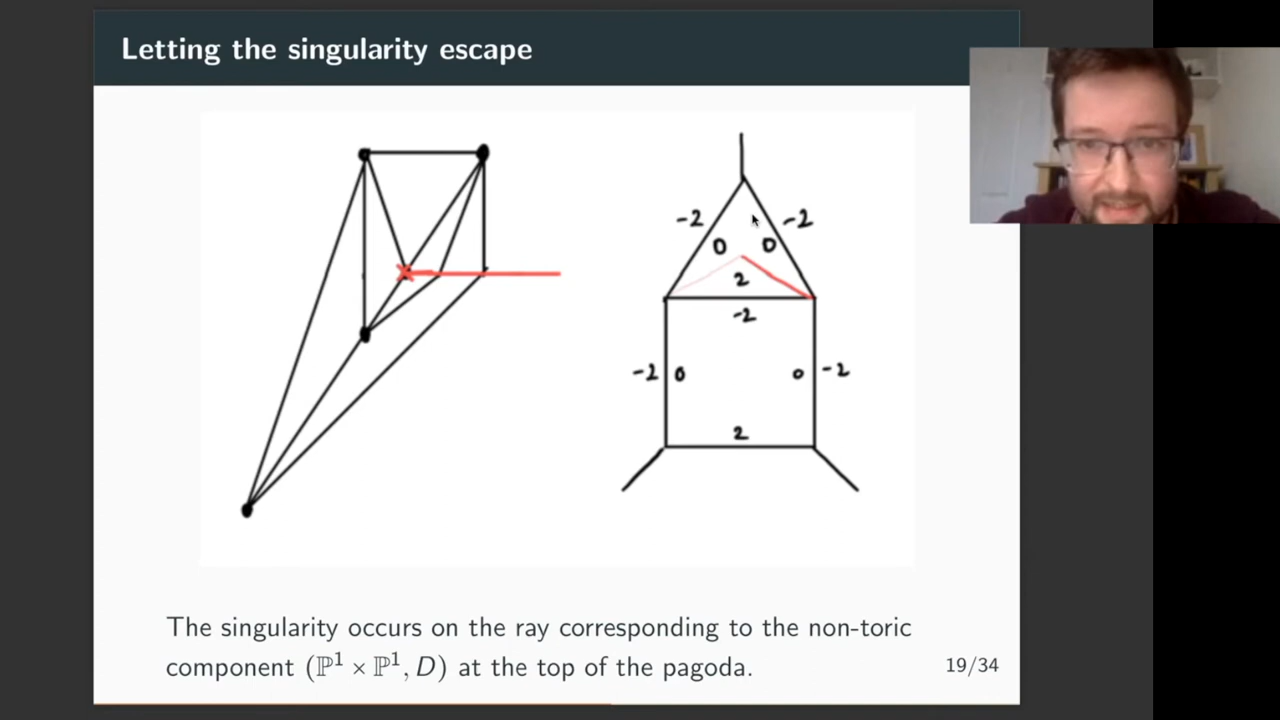 Letting the singularity escape
-2 -2
0 0
2
-2
-2 0 0 -2
2
The singularity occurs on the ray corresponding to the non-toric
component (ℙ¹ × ℙ¹, D) at the top of the pagoda.
19/34